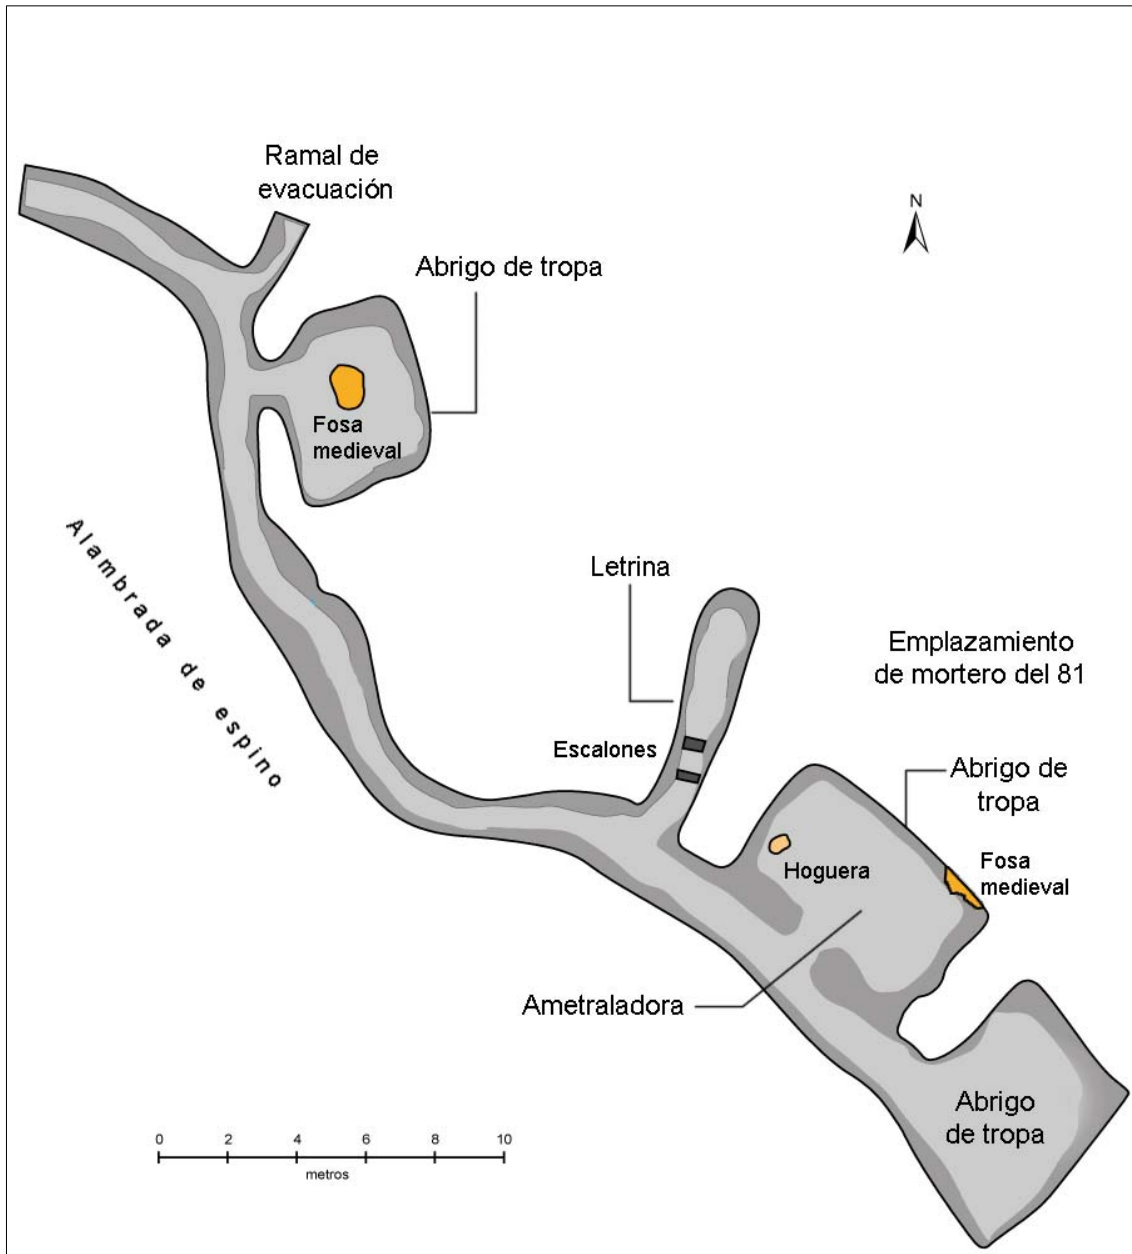 Ramal de
evacuación
N
Abrigo de tropa
Fosa
medieval
Alambrada de espino
Letrina
Emplazamiento
de mortero del 81
Escalones
Abrigo de
tropa
Hoguera
Fosa
medieval
Ametraladora
Abrigo
de tropa
0 2 4 6 8 10
metros